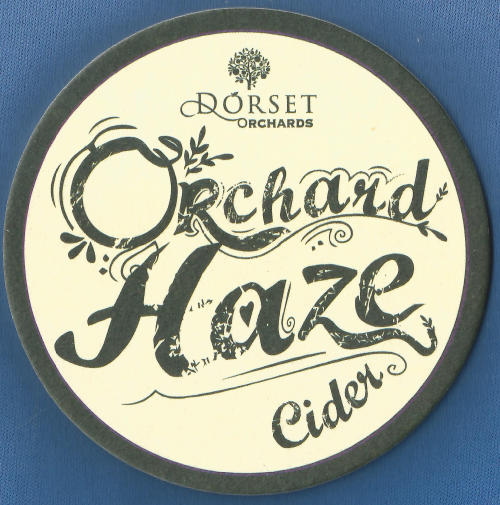 DORSET
ORCHARDS
Orchard
Haze
Cider